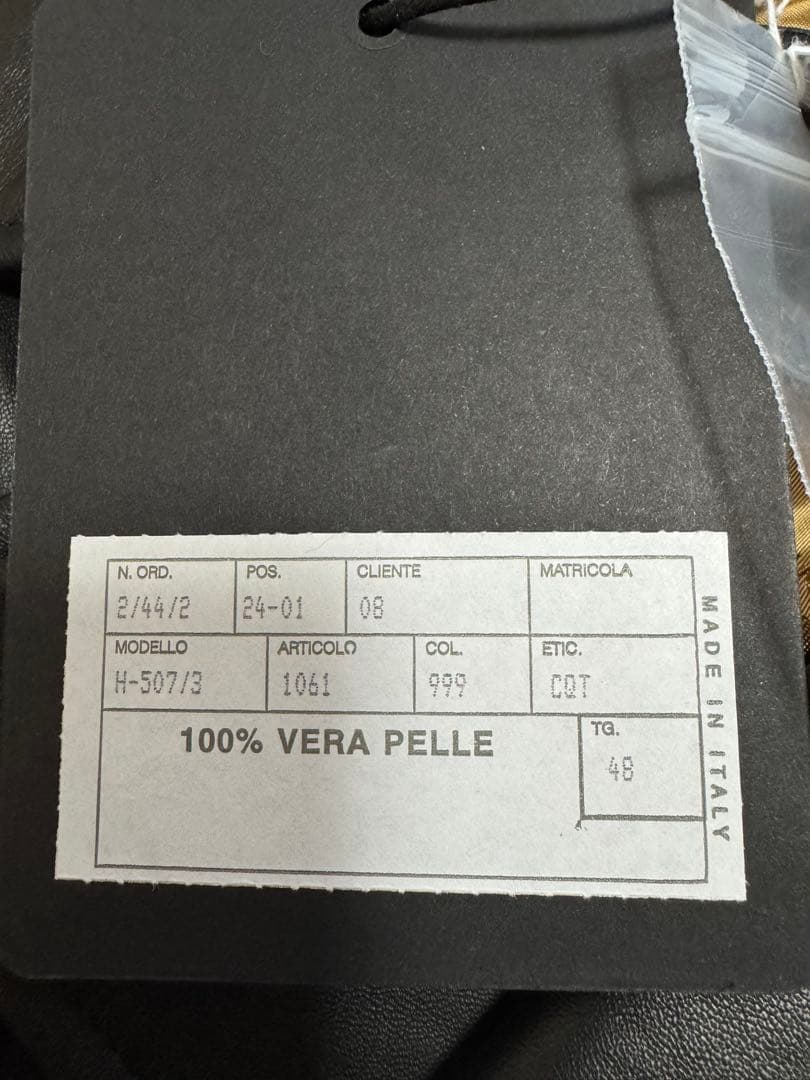 N. ORD. POS. CLIENTE MATRICOLA
2/44/2 24-01 08
MODELLO ARTICOLO COL. ETIC.
H-507/3 1061 999 CQT
100% VERA PELLE
TG.
48
MADE IN ITALY